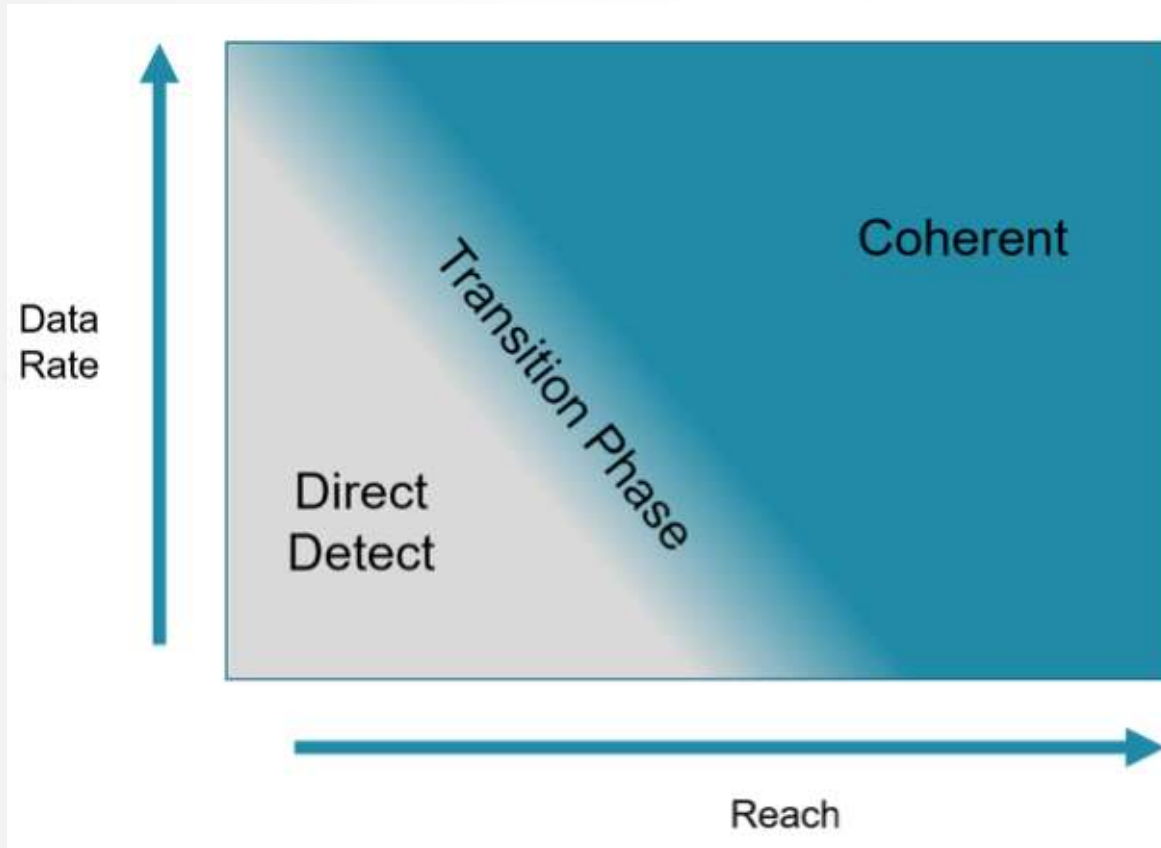 Data
Rate
Coherent
Transition Phase
Direct
Detect
Reach